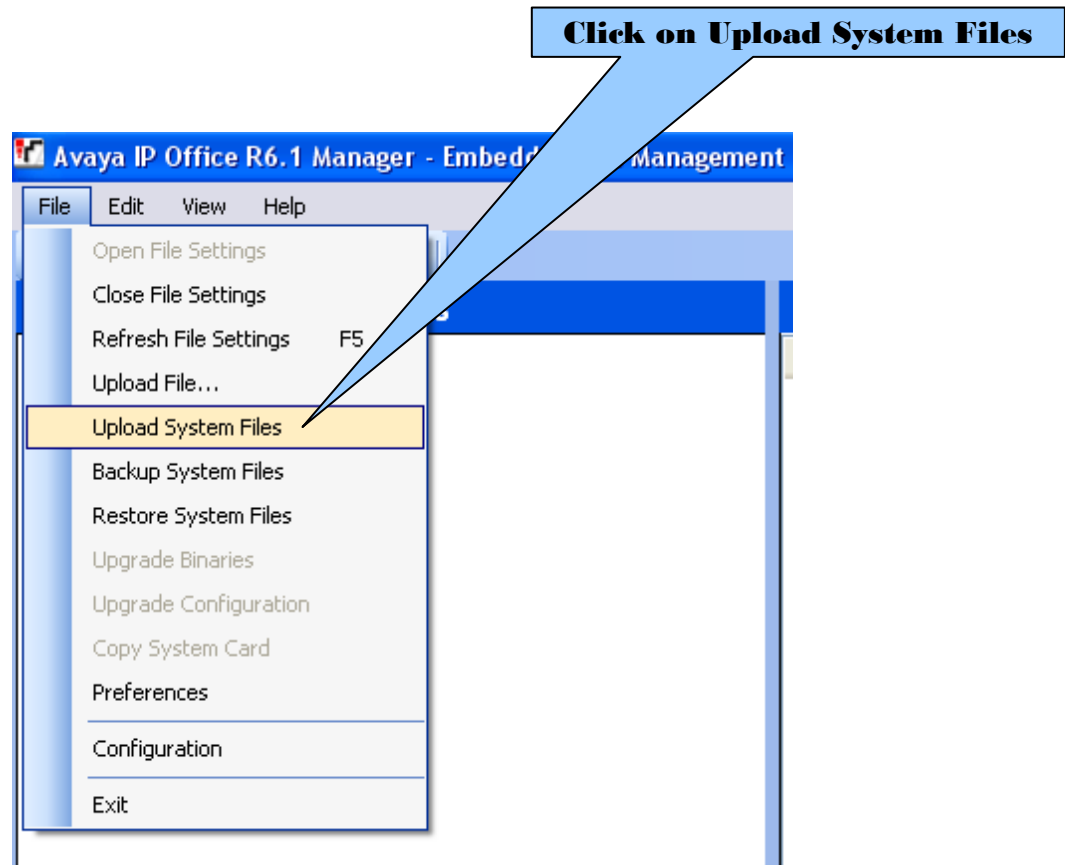 Click on Upload System Files
Avaya IP Office R6.1 Manager - Embedd Management
File Edit View Help
Open File Settings
Close File Settings
Refresh File Settings F5
Upload File...
Upload System Files
Backup System Files
Restore System Files
Upgrade Binaries
Upgrade Configuration
Copy System Card
Preferences
Configuration
Exit